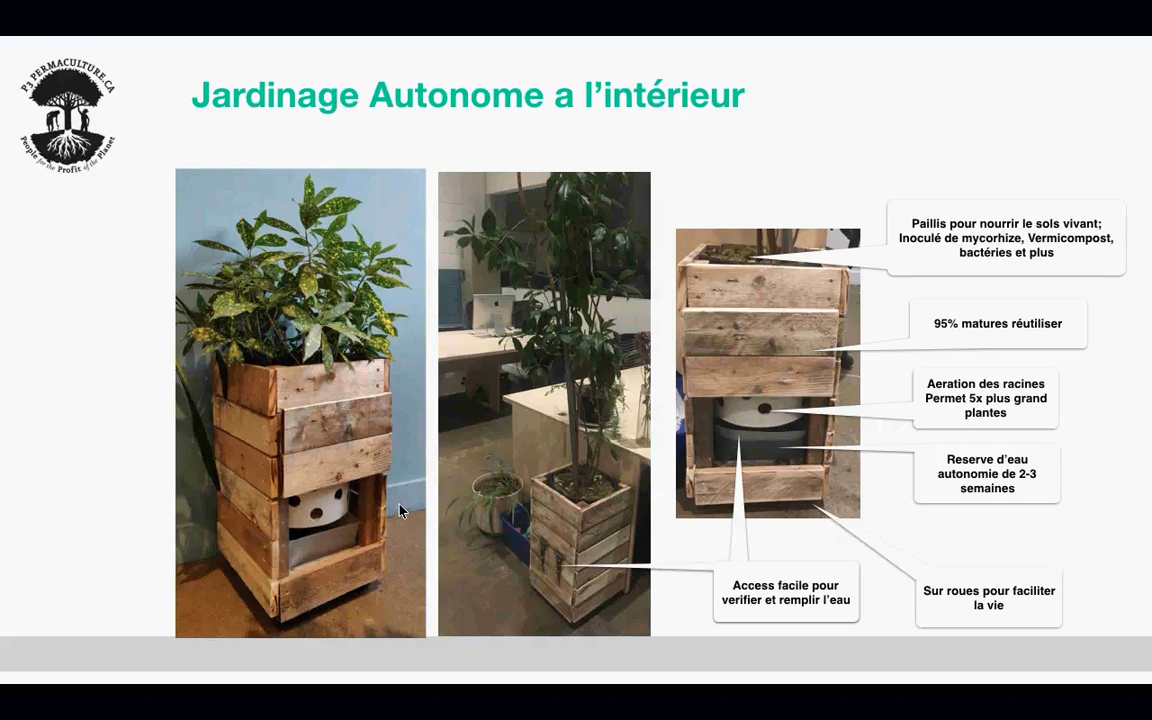 P3 PERMACULTURE.CA
People for the Profit of the Planet
Jardinage Autonome a l’intérieur
Paillis pour nourrir le sols vivant;
Inoculé de mycorhize, Vermicompost,
bactéries et plus
95% matures réutiliser
Aeration des racines
Permet 5x plus grand
plantes
Reserve d’eau
autonomie de 2-3
semaines
Access facile pour
verifier et remplir l’eau
Sur roues pour faciliter
la vie